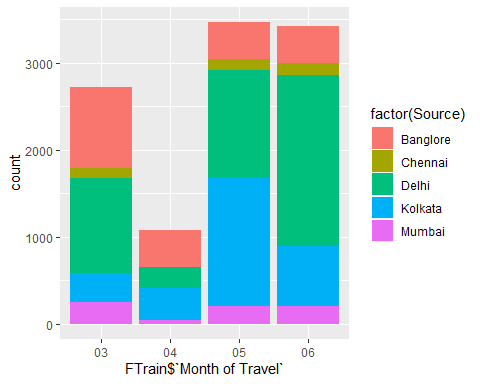 3000
2000
1000
0
count
03 04 05 06
FTrain$`Month of Travel`
factor(Source)
Banglore
Chennai
Delhi
Kolkata
Mumbai